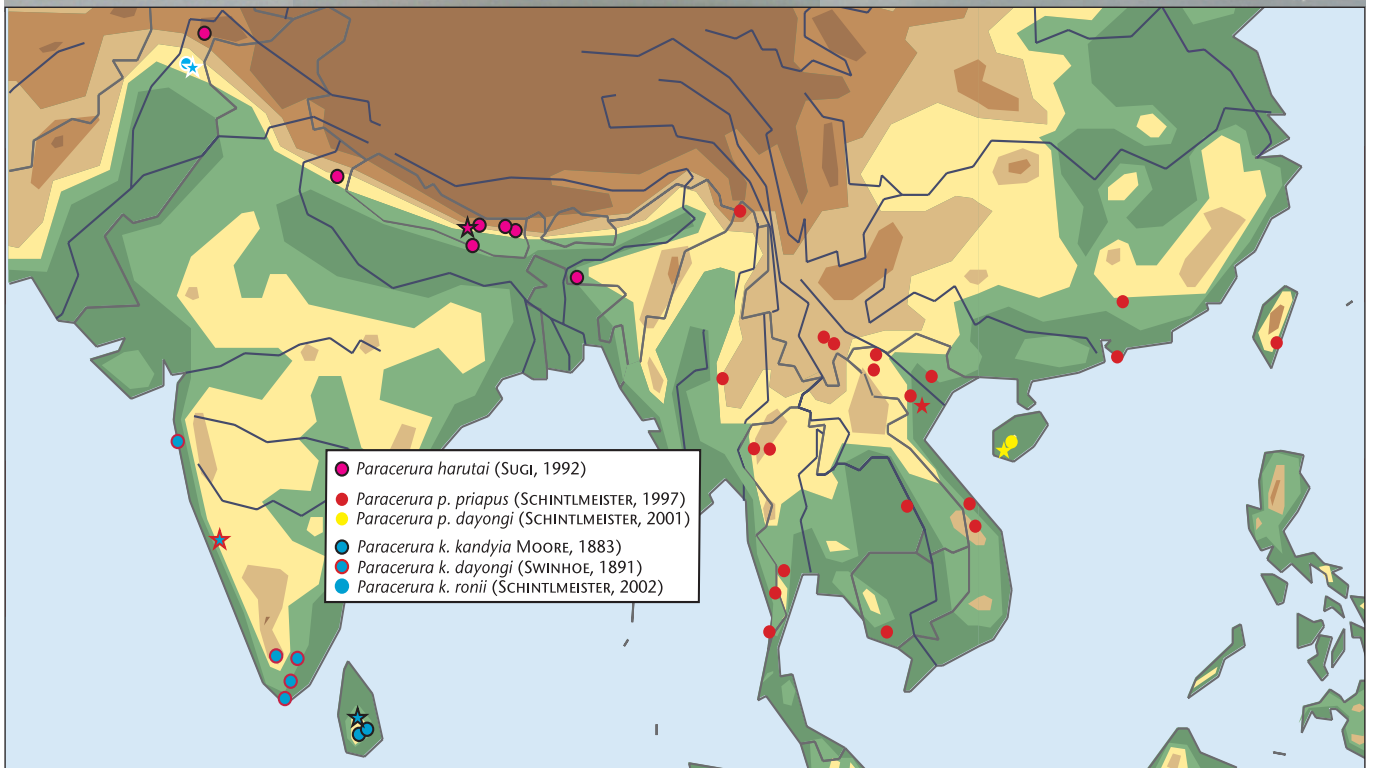 Paracerura harutai (SUGI, 1992)
Paracerura p. priapus (SCHINTLMEISTER, 1997)
Paracerura p. dayongi (SCHINTLMEISTER, 2001)
Paracerura k. kandyia MOORE, 1883)
Paracerura k. dayongi (SWINHOE, 1891)
Paracerura k. ronii (SCHINTLMEISTER, 2002)